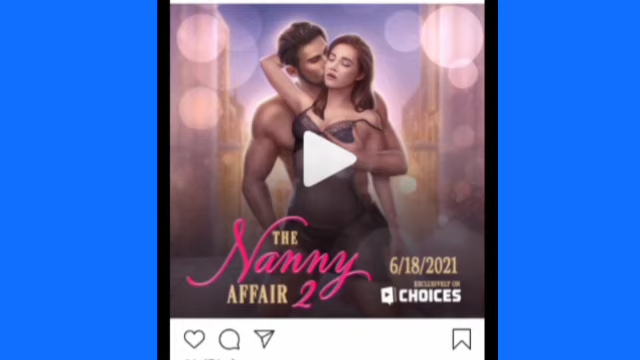 THE
Nanny
AFFAIR 2
6/18/2021
EXCLUSIVELY ON
CHOICES